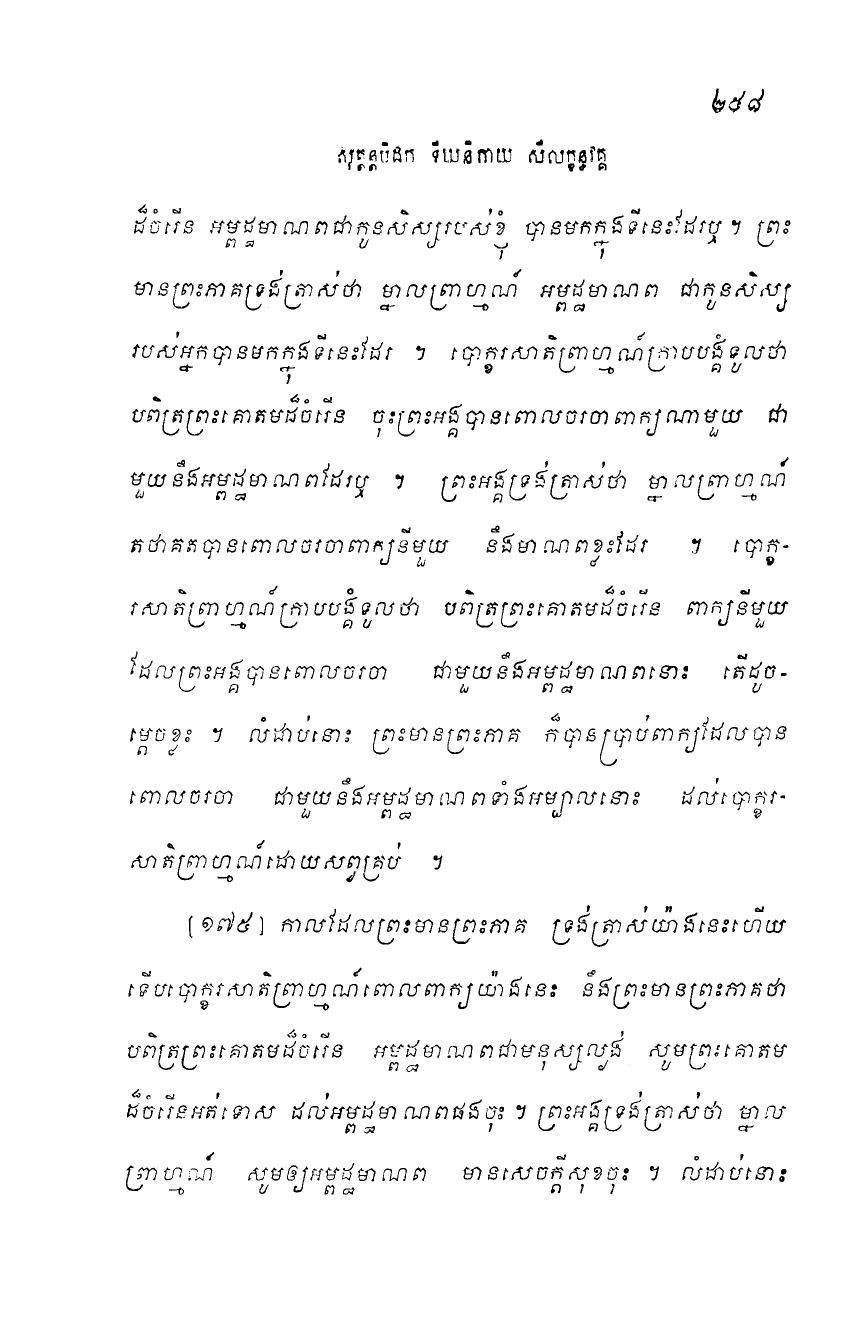 ២៥៨
សុត្តន្តបិដក ទីឃនិកាយ សីលក្ខន្ធវគ្គ
ដ៏ចំរើន អម្ពដ្ឋមាណពជាកូនសិស្សរបស់ខ្ញុំ បានមកក្នុងទីនេះដែរឬ ។ ព្រះ
មានព្រះភាគទ្រង់ត្រាស់ថា ម្នាលព្រាហ្មណ៍ អម្ពដ្ឋមាណព ជាកូនសិស្ស
របស់អ្នកបានមកក្នុងទីនេះដែរ ។ បោក្ខរសាតិព្រាហ្មណ៍ក្រាបបង្គំទូលថា
បពិត្រព្រះគោតមដ៏ចំរើន ចុះព្រះអង្គបានពោលចរចាពាក្យណាមួយ ជា
មួយនឹងអម្ពដ្ឋមាណពដែរឬ ។ ព្រះអង្គទ្រង់ត្រាស់ថា ម្នាលព្រាហ្មណ៍
តថាគតបានពោលចរចាពាក្យនីមួយ នឹងមាណពខ្លះដែរ ។ បោក្ខ-
រសាតិព្រាហ្មណ៍ក្រាបបង្គំទូលថា បពិត្រព្រះគោតមដ៏ចំរើន ពាក្យនីមួយ
ដែលព្រះអង្គបានពោលចរចា ជាមួយនឹងអម្ពដ្ឋមាណពនោះ តើដូច-
ម្តេចខ្លះ ។ លំដាប់នោះ ព្រះមានព្រះភាគ ក៏បានប្រាប់ពាក្យដែលបាន
ពោលចរចា ជាមួយនឹងអម្ពដ្ឋមាណពទាំងអម្បាលនោះ ដល់បោក្ខរ-
សាតិព្រាហ្មណ៍ដោយសព្វគ្រប់ ។
[១៧៥] កាលដែលព្រះមានព្រះភាគ ទ្រង់ត្រាស់យ៉ាងនេះហើយ
ទើបបោក្ខរសាតិព្រាហ្មណ៍ពោលពាក្យយ៉ាងនេះ នឹងព្រះមានព្រះភាគថា
បពិត្រព្រះគោតមដ៏ចំរើន អម្ពដ្ឋមាណពជាមនុស្សល្ងង់ សូមព្រះគោតម
ដ៏ចំរើនអត់ទោស ដល់អម្ពដ្ឋមាណពផងចុះ ។ ព្រះអង្គទ្រង់ត្រាស់ថា ម្នាល
ព្រាហ្មណ៍ សូមឲ្យអម្ពដ្ឋមាណព មានសេចក្តីសុខចុះ ។ លំដាប់នោះ